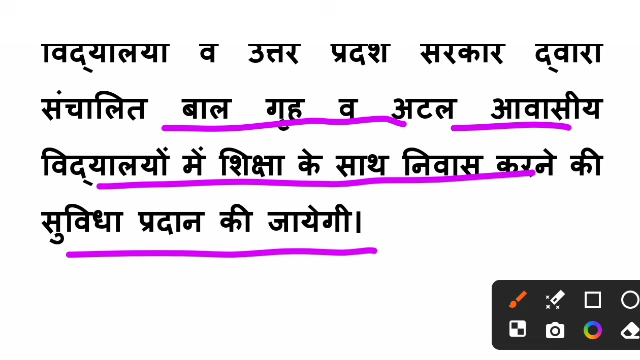 विद्यालयों व उत्तर प्रदेश सरकार द्वारा
संचालित बाल गृह व अटल आवासीय
विद्यालयों में शिक्षा के साथ निवास करने की
सुविधा प्रदान की जायेगी।